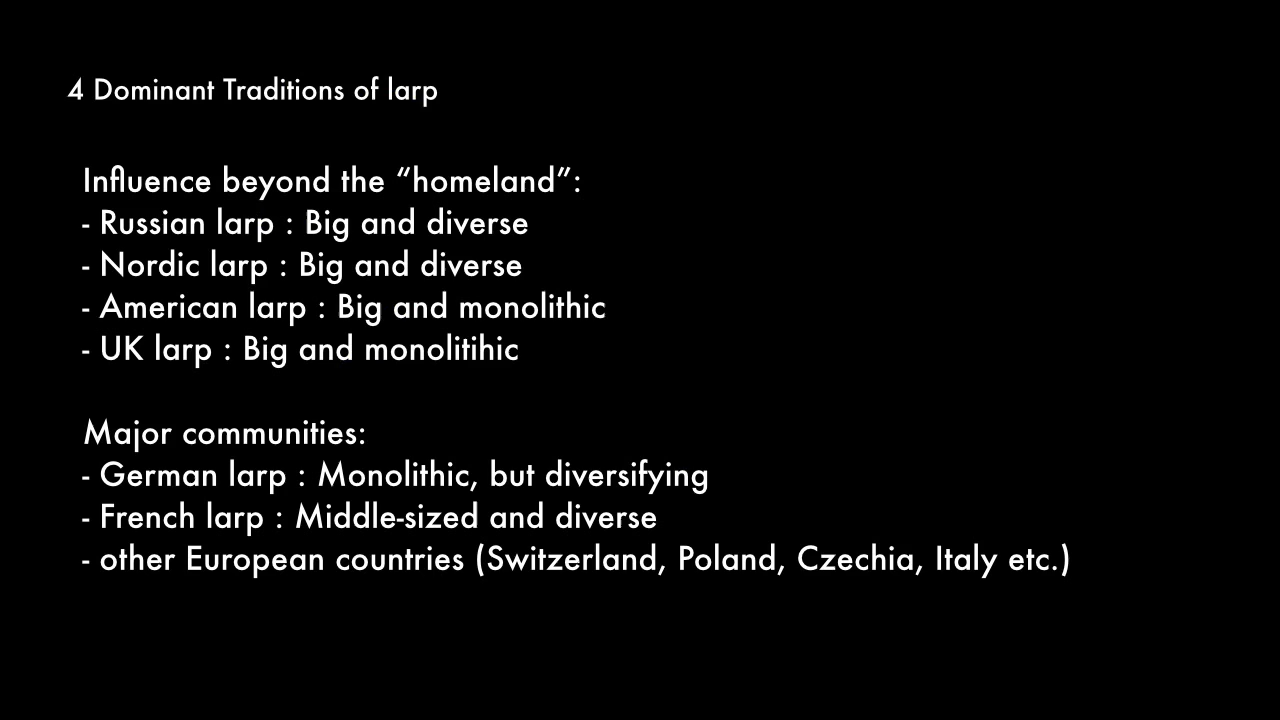 4 Dominant Traditions of larp
Influence beyond the “homeland”:
- Russian larp : Big and diverse
- Nordic larp : Big and diverse
- American larp : Big and monolithic
- UK larp : Big and monolitihic
Major communities:
- German larp : Monolithic, but diversifying
- French larp : Middle-sized and diverse
- other European countries (Switzerland, Poland, Czechia, Italy etc.)